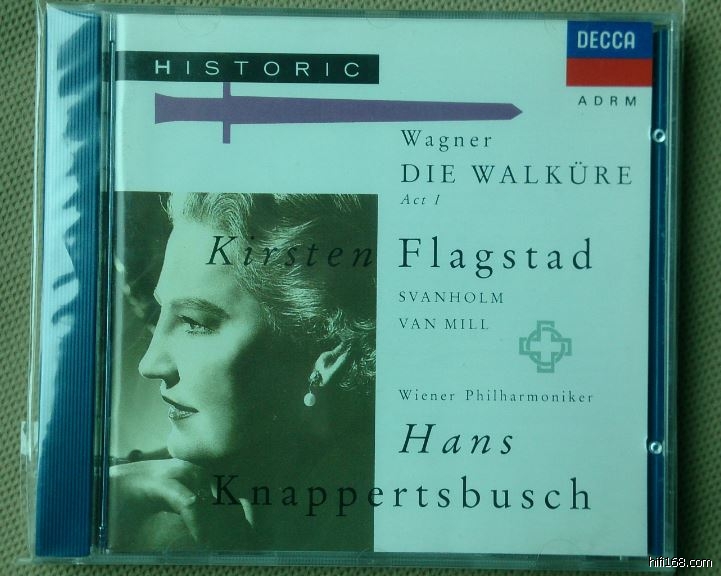 HISTORIC
DECCA
ADRM
Wagner
DIE WALKÜRE
Act I
Kirsten Flagstad
SVANHOLM
VAN MILL
Wiener Philharmoniker
Hans
Knappertsbusch
hifi168.com